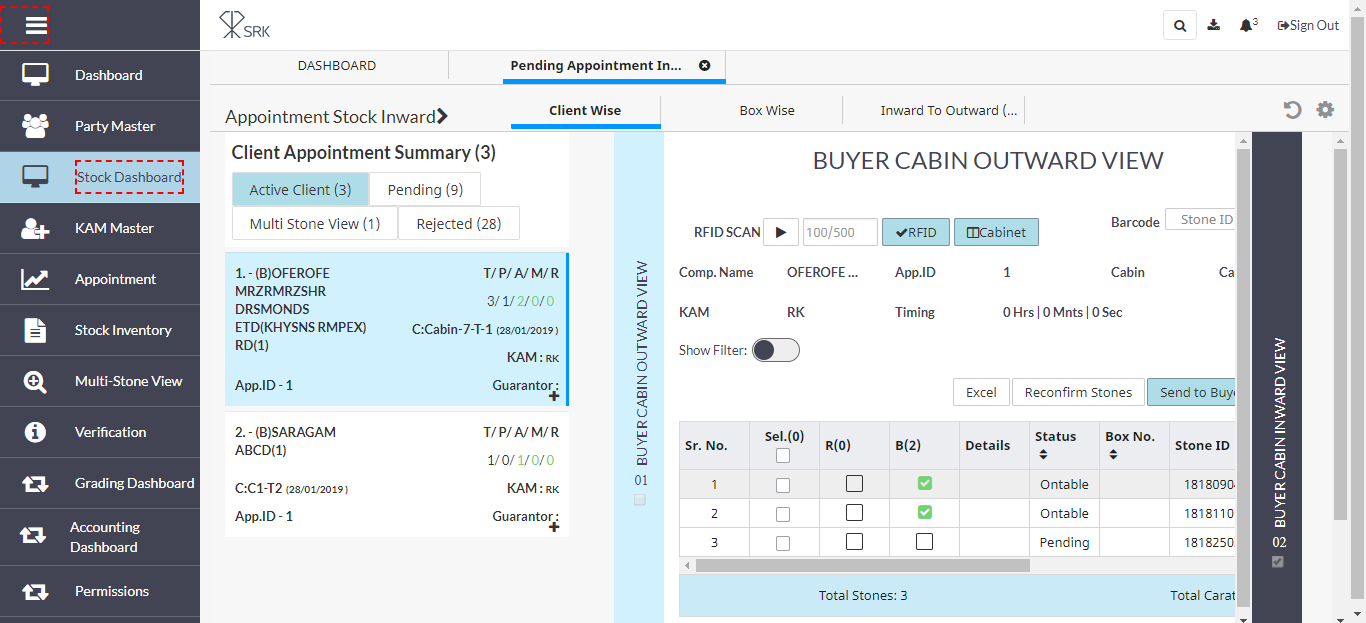 SRK
3
Sign Out
Dashboard
Party Master
Stock Dashboard
KAM Master
Appointment
Stock Inventory
Multi-Stone View
Verification
Grading Dashboard
Accounting
Dashboard
Permissions
DASHBOARD
Pending Appointment In...
Appointment Stock Inward
Client Wise
Box Wise
Inward To Outward (...
Client Appointment Summary (3)
Active Client (3)
Pending (9)
Multi Stone View (1)
Rejected (28)
1. - (B)OFEROFE
MRZRMRZSHR
DRSMONDS
ETD(KHYSNS RMPEX)
RD(1)
T/ P/ A/ M/ R
3/ 1/ 2/ 0/ 0
C:Cabin-7-T-1 (28/01/2019 )
KAM : RK
App.ID - 1
Guarantor :
2. - (B)SARAGAM
ABCD(1)
T/ P/ A/ M/ R
1/ 0/ 1/ 0/ 0
C:C1-T2 (28/01/2019 )
KAM : RK
App.ID - 1
Guarantor :
BUYER CABIN OUTWARD VIEW
01
BUYER CABIN OUTWARD VIEW
RFID SCAN
100/500
RFID
Cabinet
Barcode
Stone ID
Comp. Name
OFEROFE ...
App.ID
1
Cabin
Ca
KAM
RK
Timing
0 Hrs | 0 Mnts | 0 Sec
Show Filter:
Excel
Reconfirm Stones
Send to Buye
Sr. No. Sel.(0) R(0) B(2) Details Status Box No. Stone ID
1 Ontable 1818090
2 Ontable 1818110
3 Pending 1818250
Total Stones: 3
Total Carat
BUYER CABIN INWARD VIEW
02